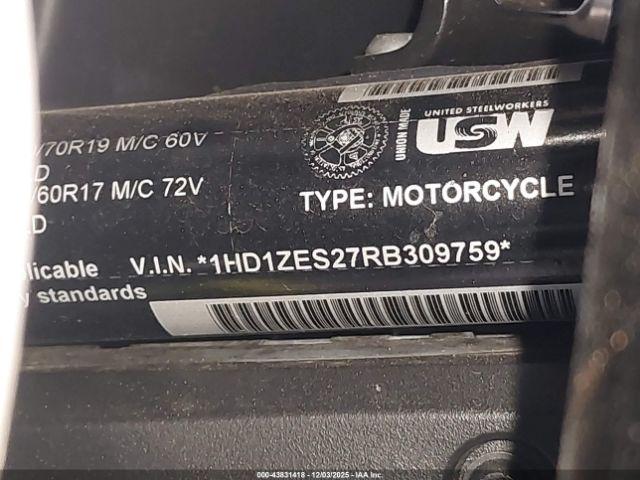 /70R19 M/C 60V
D
/60R17 M/C 72V
D
plicable
y standards
UNION MADE
UNITED STEELWORKERS
USW
TYPE: MOTORCYCLE
V.I.N. *1HD1ZES27RB309759*
000-43831418 - 12/03/2025 - IAA Inc.